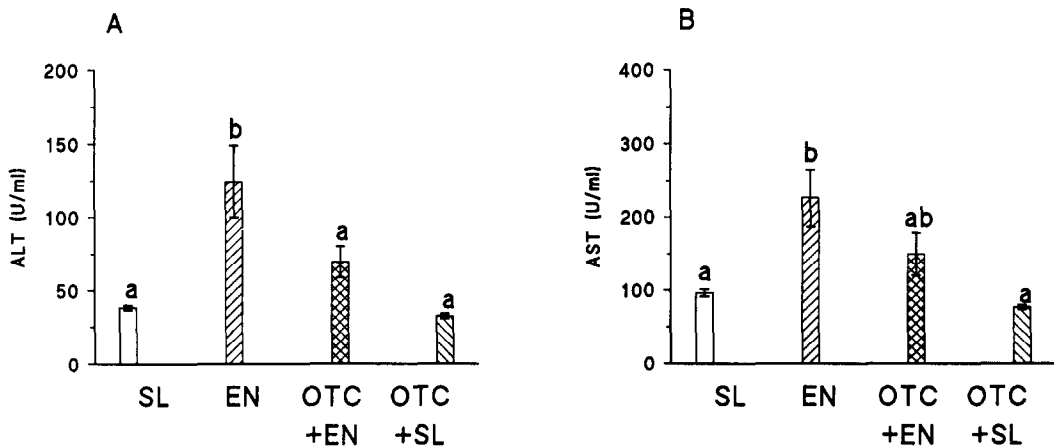 A
200
150
100
50
0
ALT (U/ml)
a
b
a
a
SL EN OTC +EN OTC +SL
B
400
300
200
100
0
AST (U/ml)
a
b
ab
a
SL EN OTC +EN OTC +SL